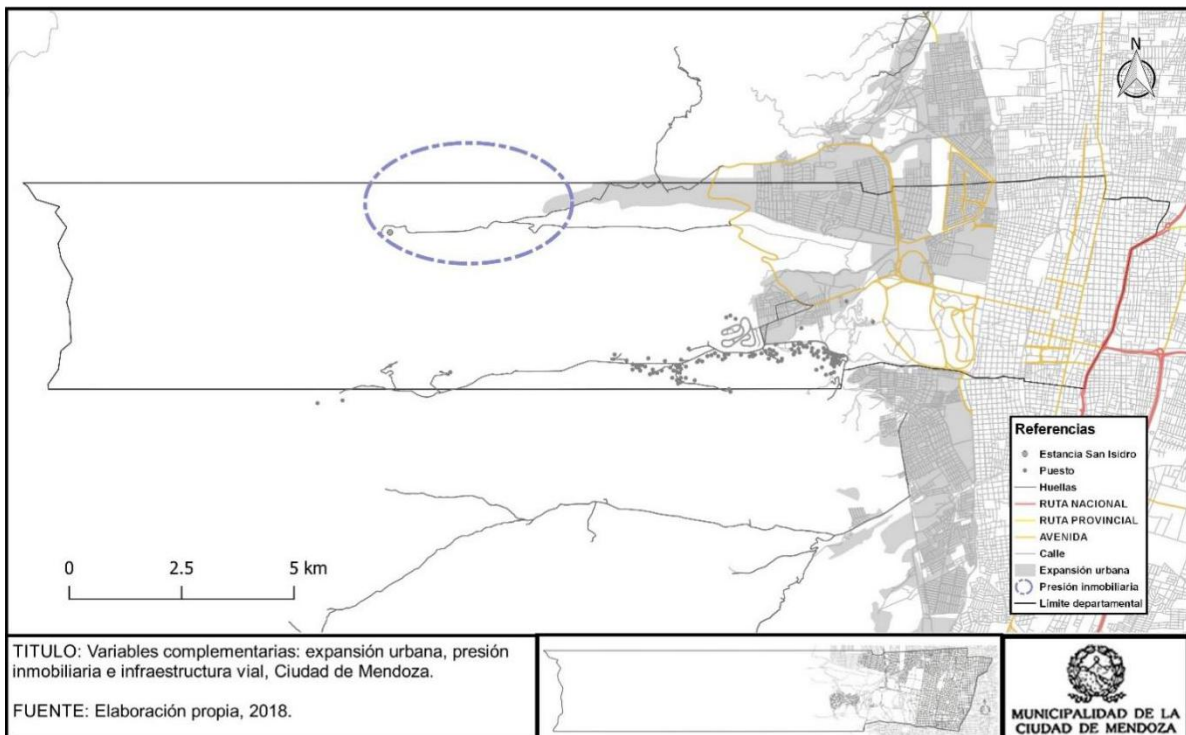 N
Referencias
Estancia San Isidro
Puesto
Huellas
RUTA NACIONAL
RUTA PROVINCIAL
AVENIDA
Calle
Expansión urbana
Presión inmobiliaria
Límite departamental
0 2.5 5 km
TITULO: Variables complementarias: expansión urbana, presión
inmobiliaria e infraestructura vial, Ciudad de Mendoza.
FUENTE: Elaboración propia, 2018.
MUNICIPALIDAD DE LA
CIUDAD DE MENDOZA